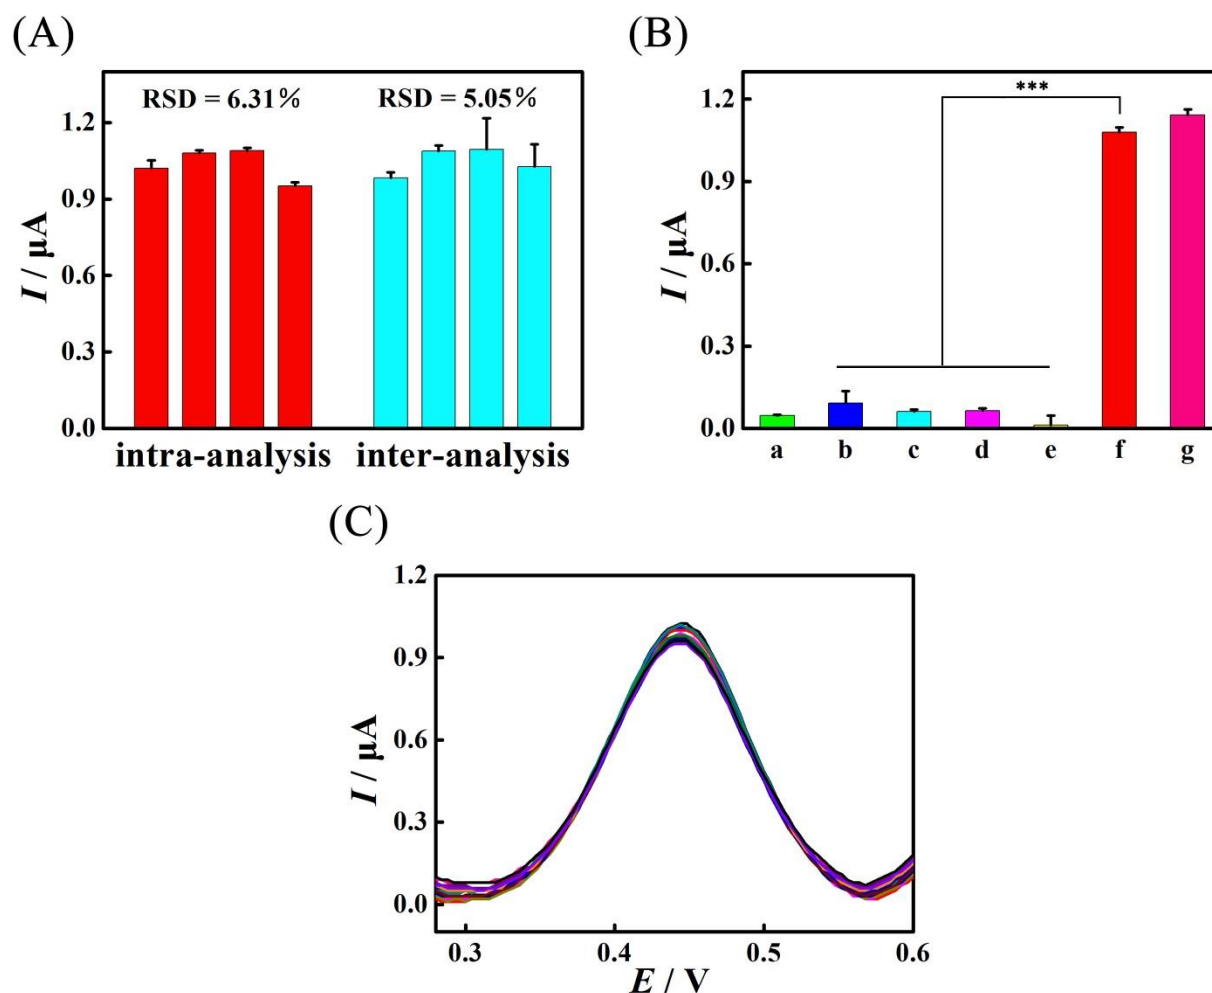 (A)
RSD = 6.31%
RSD = 5.05%
1.2
0.9
0.6
0.3
0.0
I / µA
intra-analysis
inter-analysis
(B)
***
1.2
0.9
0.6
0.3
0.0
I / µA
a b c d e f g
(C)
1.2
0.9
0.6
0.3
0.0
I / µA
0.3 0.4 0.5 0.6
E / V